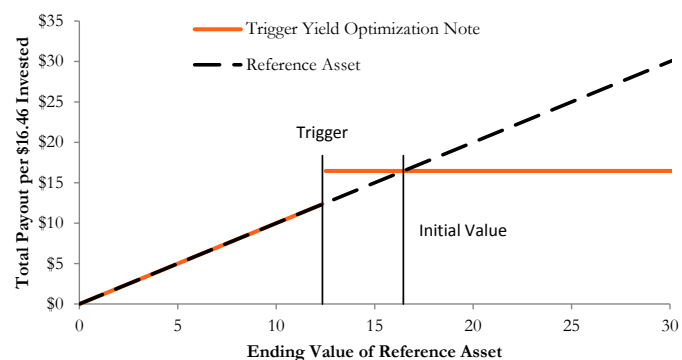 $35
Trigger Yield Optimization Note
$30
Reference Asset
$25
$20
Trigger
$15
$10
Initial Value
$5
$0
0 5 10 15 20 25 30
Total Payout per $16.46 Invested
Ending Value of Reference Asset